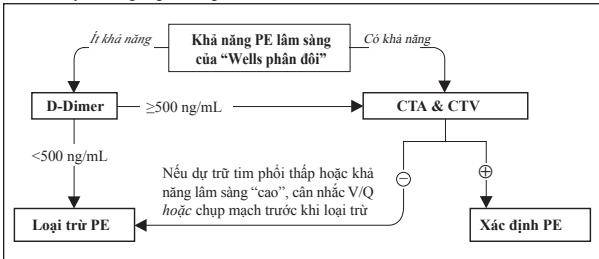 Ít khả năng
Khả năng PE lâm sàng
của “Wells phân đôi”
Có khả năng
D-Dimer
≥500 ng/mL
CTA & CTV
<500 ng/mL
Nếu dự trữ tim phổi thấp hoặc khả
năng lâm sàng “cao”, cân nhắc V/Q
hoặc chụp mạch trước khi loại trừ
⊖
⊕
Loại trừ PE
Xác định PE